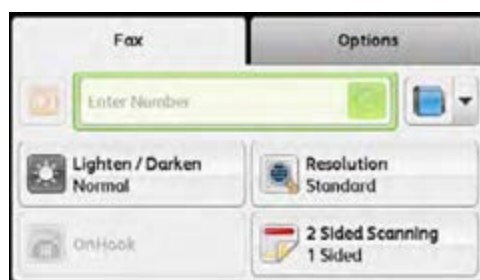 Fax
Options
Enter Number
Lighten / Darken
Normal
Resolution
Standard
OnHook
2 Sided Scanning
1 Sided